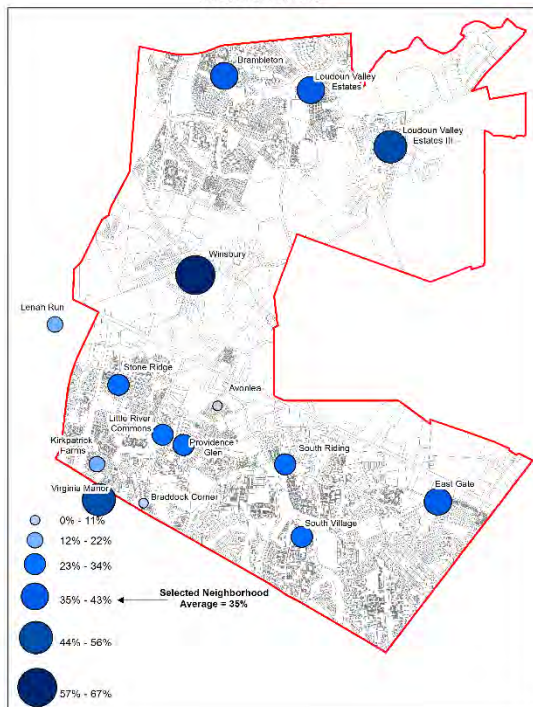 Brambleton
Loudoun Valley
Estates
Loudoun Valley
Estates III
Winsbury
Lenah Run
Stone Ridge
Avonlea
Little River
Commons
Providence
Glen
Kirkpatrick
Farms
South Riding
Virginia Manor
Braddock Corner
East Gate
South Village
0% - 11%
12% - 22%
23% - 34%
35% - 43%
Selected Neighborhood
Average = 35%
44% - 56%
57% - 67%